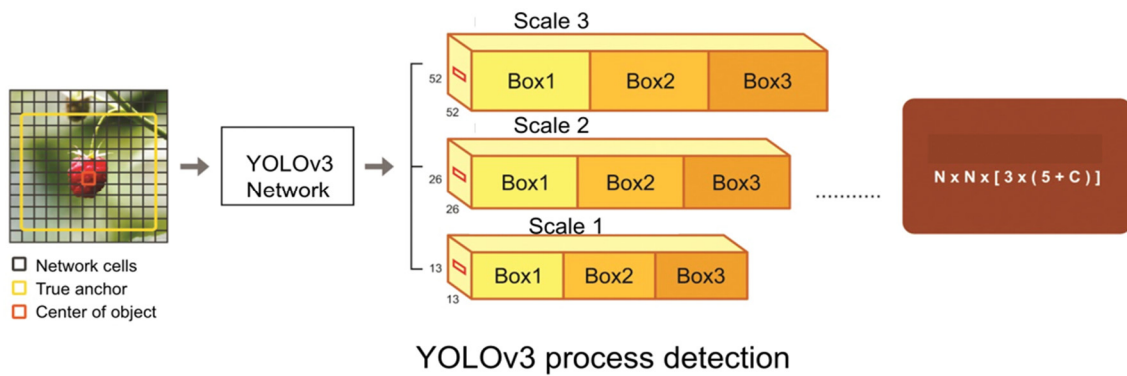 Scale 3
52
52
Box1
Box2
Box3
Scale 2
26
26
Box1
Box2
Box3
Scale 1
13
13
Box1
Box2
Box3
YOLOv3
Network
N x N x [ 3 x ( 5 + C ) ]
Network cells
True anchor
Center of object
YOLOv3 process detection